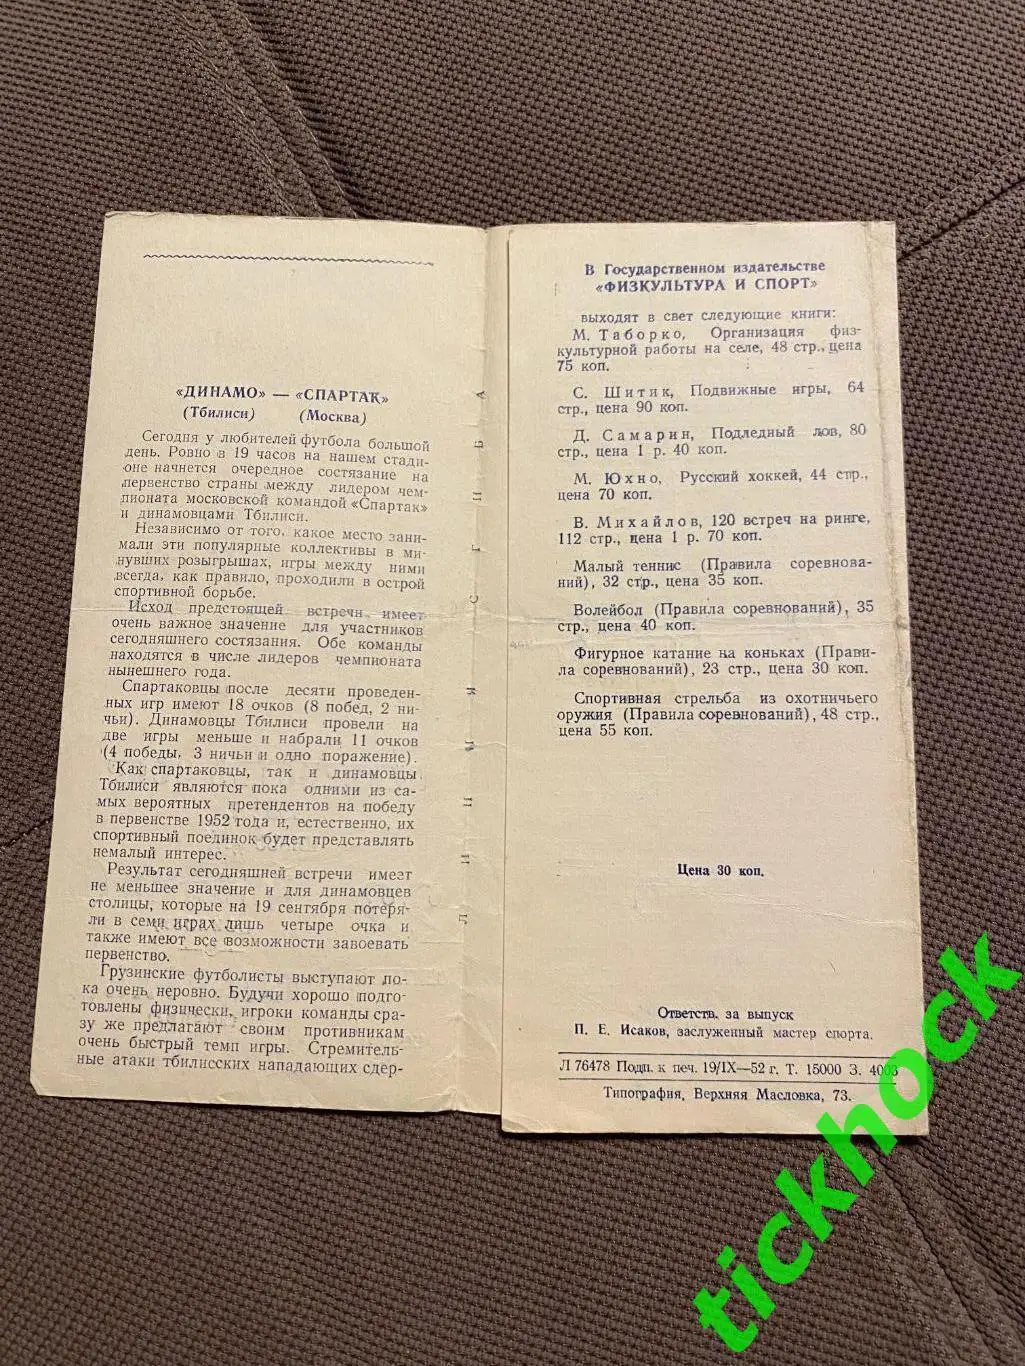 «ДИНАМО» — «СПАРТАК»
(Тбилиси) (Москва)
Сегодня у любителей футбола большой
день. Ровно в 19 часов на нашем стади-
оне начнется очередное состязание на
первенство страны между лидером чем-
пионата московской командой «Спартак»
и динамовцами Тбилиси.
Независимо от того, какое место зани-
мали эти популярные коллективы в ми-
нувших розыгрышах, игры между ними
всегда, как правило, проходили в острой
спортивной борьбе.
Исход предстоящей встречи имеет
очень важное значение для участников
сегодняшнего состязания. Обе команды
находятся в числе лидеров чемпионата
нынешнего года.
Спартаковцы после десяти проведен-
ных игр имеют 18 очков (8 побед, 2 ни-
чьи). Динамовцы Тбилиси провели на
две игры меньше и набрали 11 очков
(4 победы, 3 ничьи и одно поражение).
Как спартаковцы, так и динамовцы
Тбилиси являются пока одними из са-
мых вероятных претендентов на победу
в первенстве 1952 года и, естественно, их
спортивный поединок будет представлять
немалый интерес.
Результат сегодняшней встречи имеет
не меньшее значение и для динамовцев
столицы, которые на 19 сентября потеря-
ли в семи играх лишь четыре очка и
также имеют все возможности завоевать
первенство.
Грузинские футболисты выступают по-
ка очень неровно. Будучи хорошо подго-
товлены физически, игроки команды сра-
зу же предлагают своим противникам
очень быстрый темп игры. Стремитель-
ные атаки тбилисских нападающих сдер-
ЛИНИЯ СГИБА
В Государственном издательстве
«ФИЗКУЛЬТУРА И СПОРТ»
выходят в свет следующие книги:
М. Таборко, Организация физ-
культурной работы на селе, 48 стр., цена
75 коп.
С. Шитик, Подвижные игры, 64
стр., цена 90 коп.
Д. Самарин, Подледный лов, 80
стр., цена 1 р. 40 коп.
М. Юхно, Русский хоккей, 44 стр.,
цена 70 коп.
В. Михайлов, 120 встреч на ринге,
112 стр., цена 1 р. 70 коп.
Малый теннис (Правила соревнова-
ний), 32 стр., цена 35 коп.
Волейбол (Правила соревнований), 35
стр., цена 40 коп.
Фигурное катание на коньках (Прави-
ла соревнований), 23 стр., цена 30 коп.
Спортивная стрельба из охотничьего
оружия (Правила соревнований), 48 стр.,
цена 55 коп.
Цена 30 коп.
Ответств. за выпуск
П. Е. Исаков, заслуженный мастер спорта.
Л 76478 Подп. к печ. 19/IX—52 г. Т. 15000 З. 4003
Типография, Верхняя Масловка, 73.
tickhock